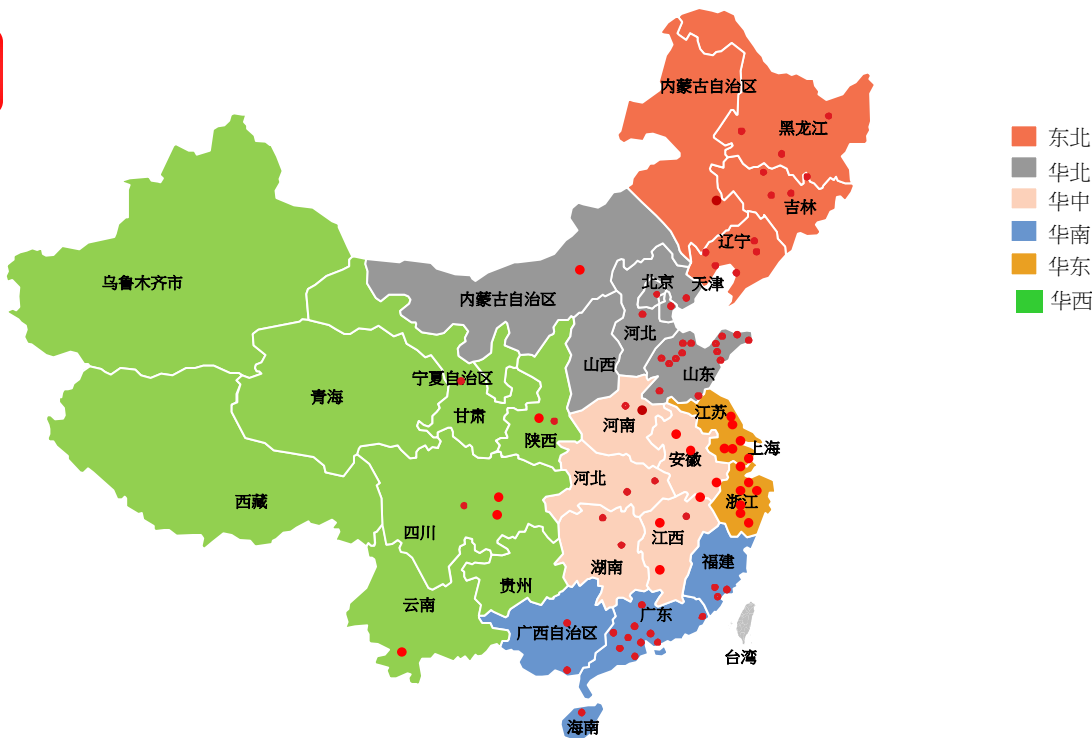 内蒙古自治区
黑龙江
吉林
辽宁
乌鲁木齐市
内蒙古自治区
北京
天津
河北
山西
山东
宁夏自治区
青海
甘肃
陕西
河南
江苏
上海
安徽
河北
西藏
浙江
四川
江西
湖南
福建
贵州
云南
广东
广西自治区
台湾
海南
东北
华北
华中
华南
华东
华西